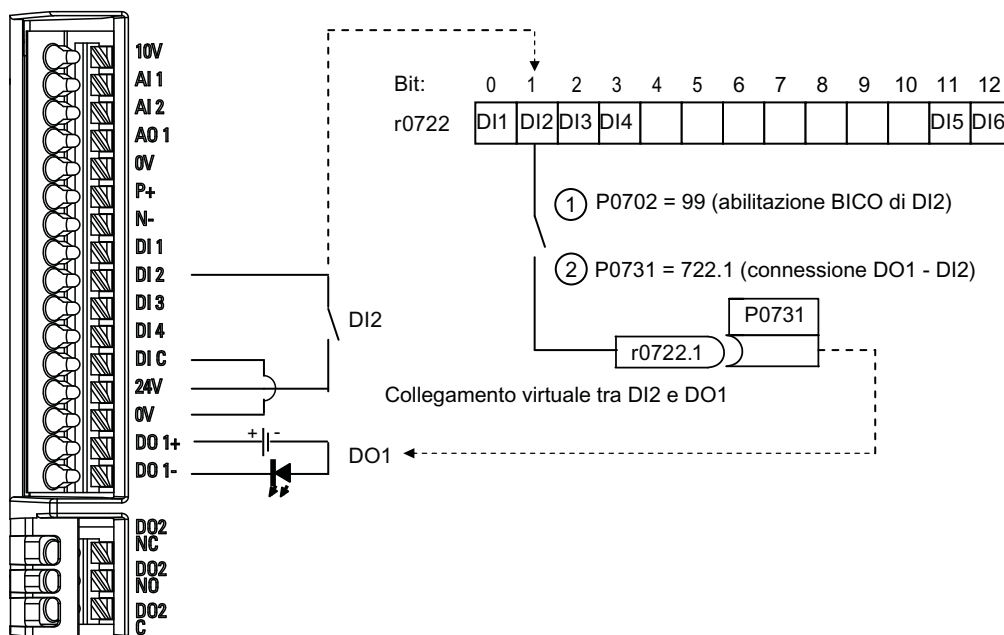 10V
AI 1
AI 2
AO 1
0V
P+
N-
DI 1
DI 2
DI 3
DI 4
DI C
24V
0V
DO 1+
DO 1-
DO2
NC
DO2
NO
DO2
C
Bit: 0 1 2 3 4 5 6 7 8 9 10 11 12
r0722 DI1 DI2 DI3 DI4 DI5 DI6
1 P0702 = 99 (abilitazione BICO di DI2)
2 P0731 = 722.1 (connessione DO1 - DI2)
DI2
P0731
r0722.1
Collegamento virtuale tra DI2 e DO1
+ -
DO1